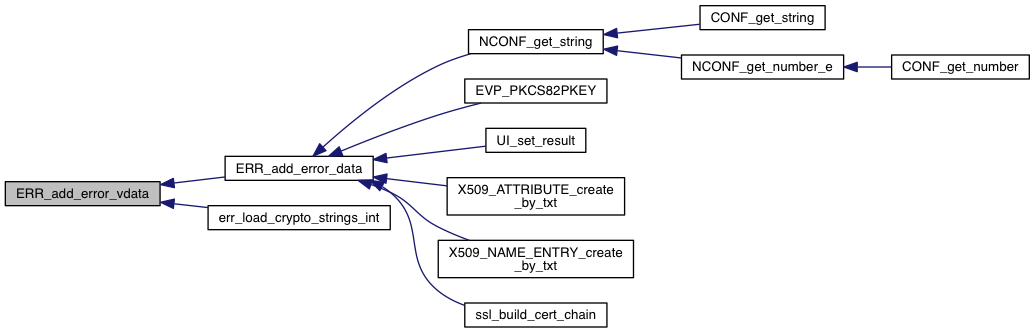 CONF_get_string
NCONF_get_string
NCONF_get_number_e
CONF_get_number
EVP_PKCS82PKEY
UI_set_result
ERR_add_error_data
X509_ATTRIBUTE_create
_by_txt
ERR_add_error_vdata
err_load_crypto_strings_int
X509_NAME_ENTRY_create
_by_txt
ssl_build_cert_chain